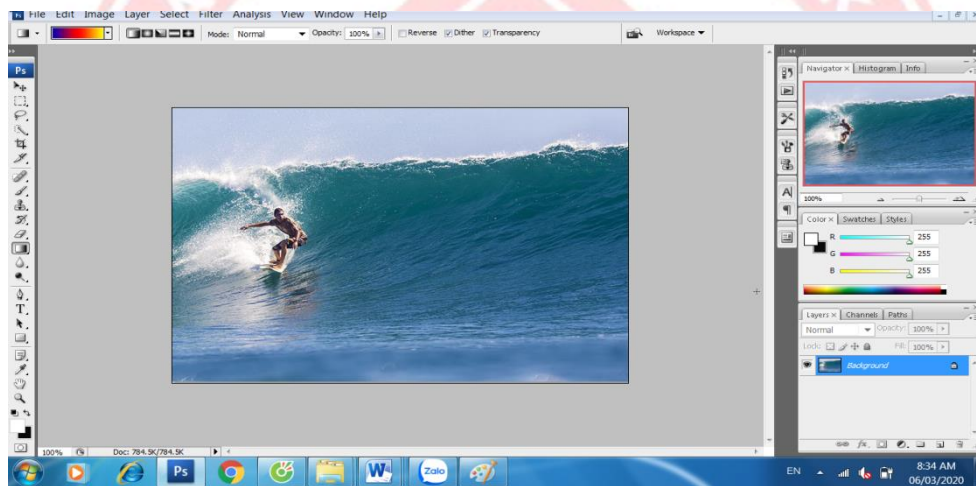 File Edit Image Layer Select Filter Analysis View Window Help
Mode: Normal Opacity: 100% Reverse Dither Transparency Workspace
Ps
Navigator x Histogram Info
100%
Color x Swatches Styles
R 255
G 255
B 255
Layers x Channels Paths
Normal Opacity: 100%
Lock: Fill: 100%
Background
100% Doc: 784.5K/784.5K
Ps W Zalo EN 8:34 AM
06/03/2020